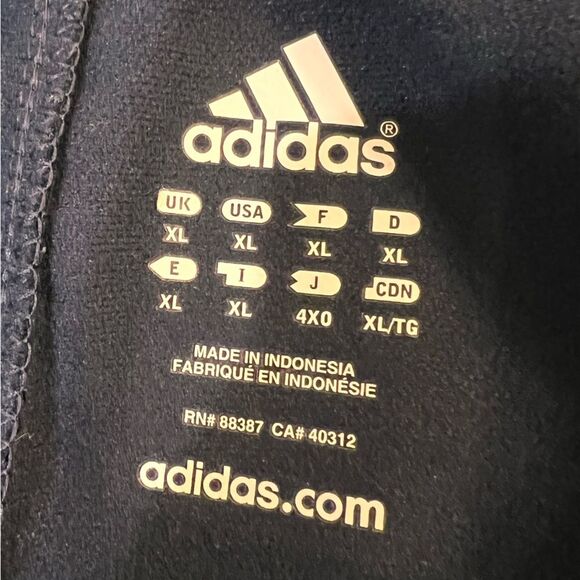 adidas®
UK USA F D
XL XL XL XL
E I J CDN
XL XL 4XO XL/TG
MADE IN INDONESIA
FABRIQUÉ EN INDONÉSIE
RN# 88387 CA# 40312
adidas.com